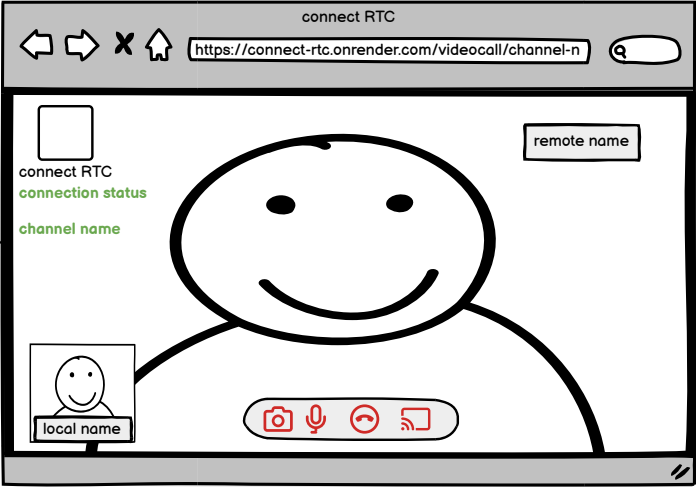 connect RTC
https://connect-rtc.onrender.com/videocall/channel-n
remote name
connect RTC
connection status
channel name
local name